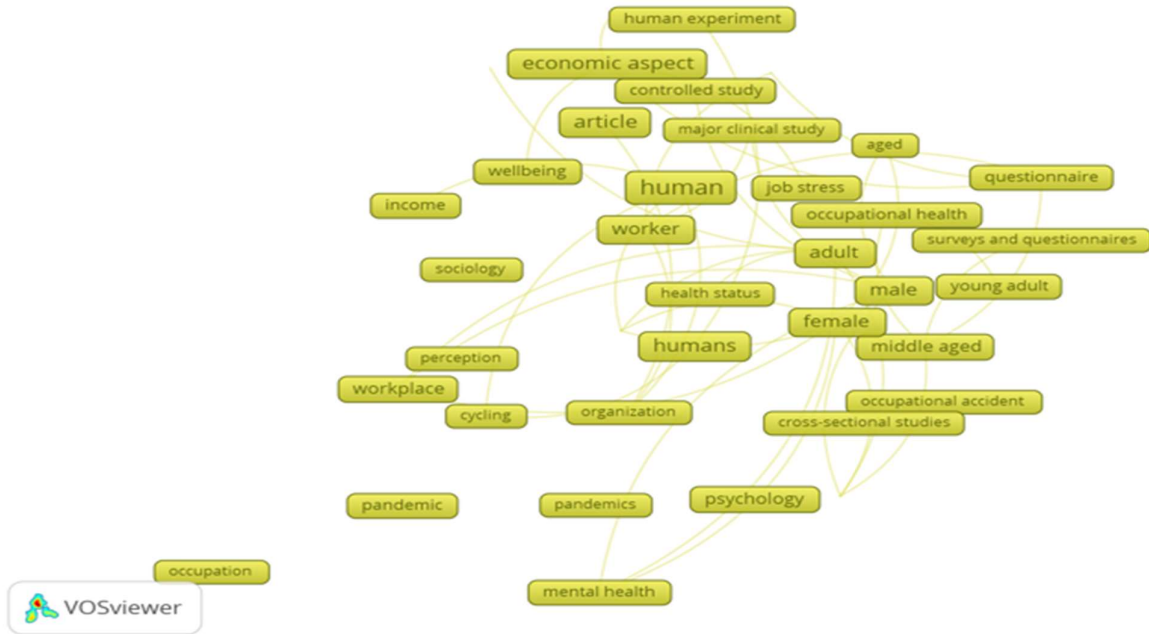 human experiment
economic aspect
controlled study
article
major clinical study
aged
wellbeing
questionnaire
human
job stress
income
occupational health
worker
surveys and questionnaires
adult
sociology
young adult
male
health status
female
humans
middle aged
perception
workplace
occupational accident
cycling
organization
cross-sectional studies
psychology
pandemic
pandemics
occupation
mental health
VOSviewer